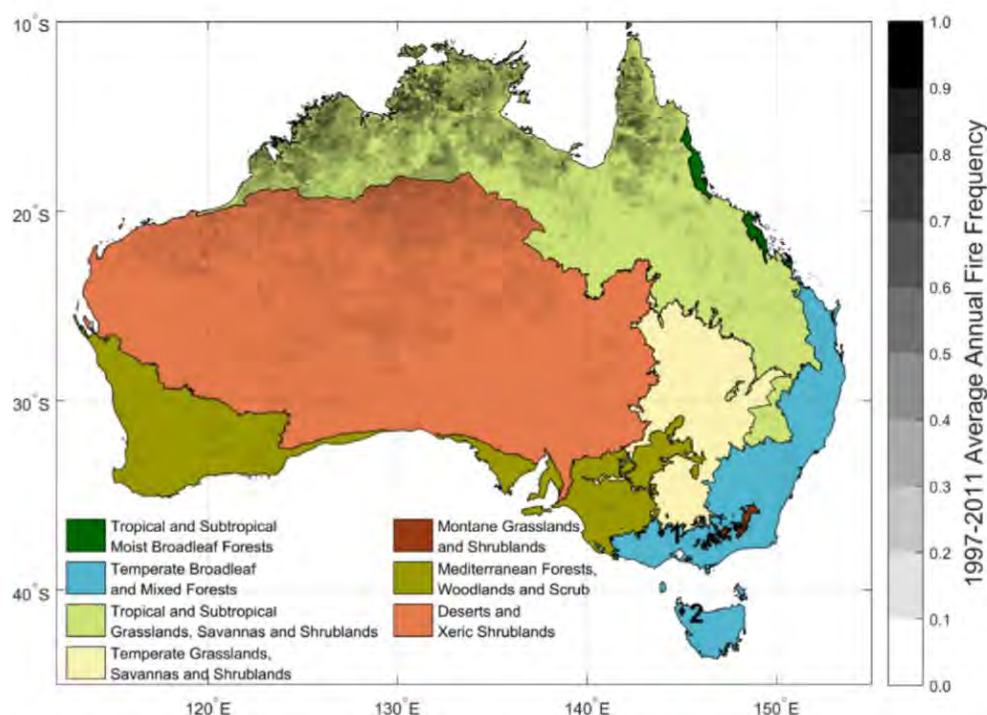 10°S
20°S
30°S
40°S
120°E
130°E
140°E
150°E
2
Tropical and Subtropical
Moist Broadleaf Forests
Temperate Broadleaf
and Mixed Forests
Tropical and Subtropical
Grasslands, Savannas and Shrublands
Temperate Grasslands,
Savannas and Shrublands
Montane Grasslands
and Shrublands
Mediterranean Forests,
Woodlands and Scrub
Deserts and
Xeric Shrublands
1.0
0.9
0.8
0.7
0.6
0.5
0.4
0.3
0.2
0.1
0.0
1997-2011 Average Annual Fire Frequency